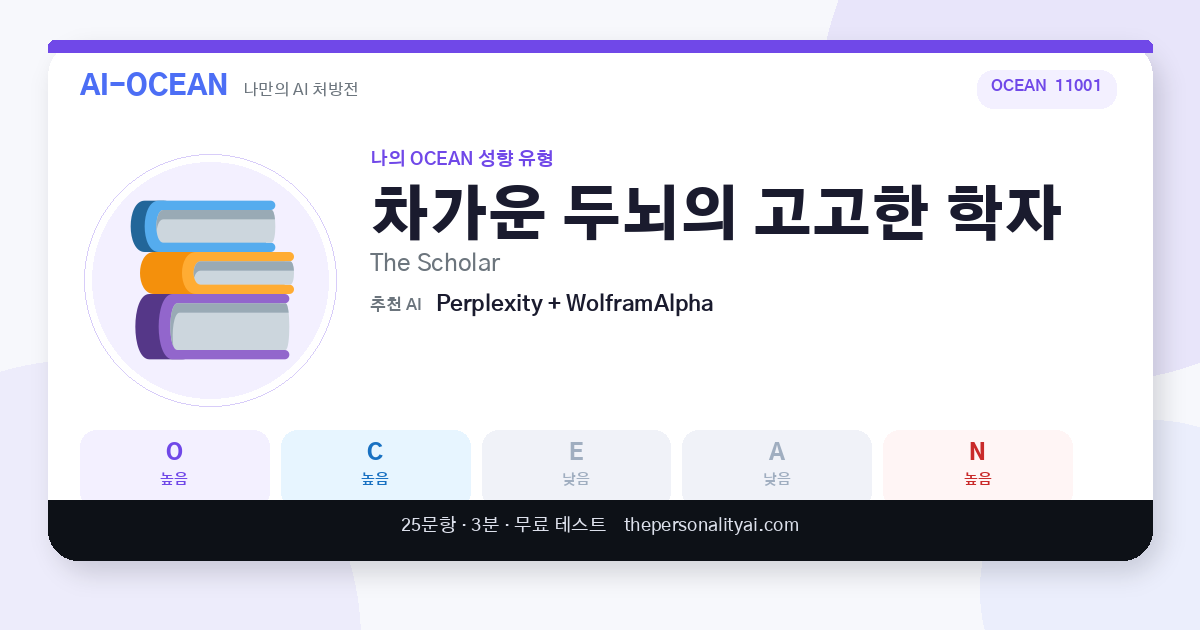 AI-OCEAN 나만의 AI 처방전
OCEAN 11001
나의 OCEAN 성향 유형
차가운 두뇌의 고고한 학자
The Scholar
추천 AI Perplexity + WolframAlpha
O C E A N
높음 높음 낮음 낮음 높음
25문항 · 3분 · 무료 테스트 thepersonalityai.com